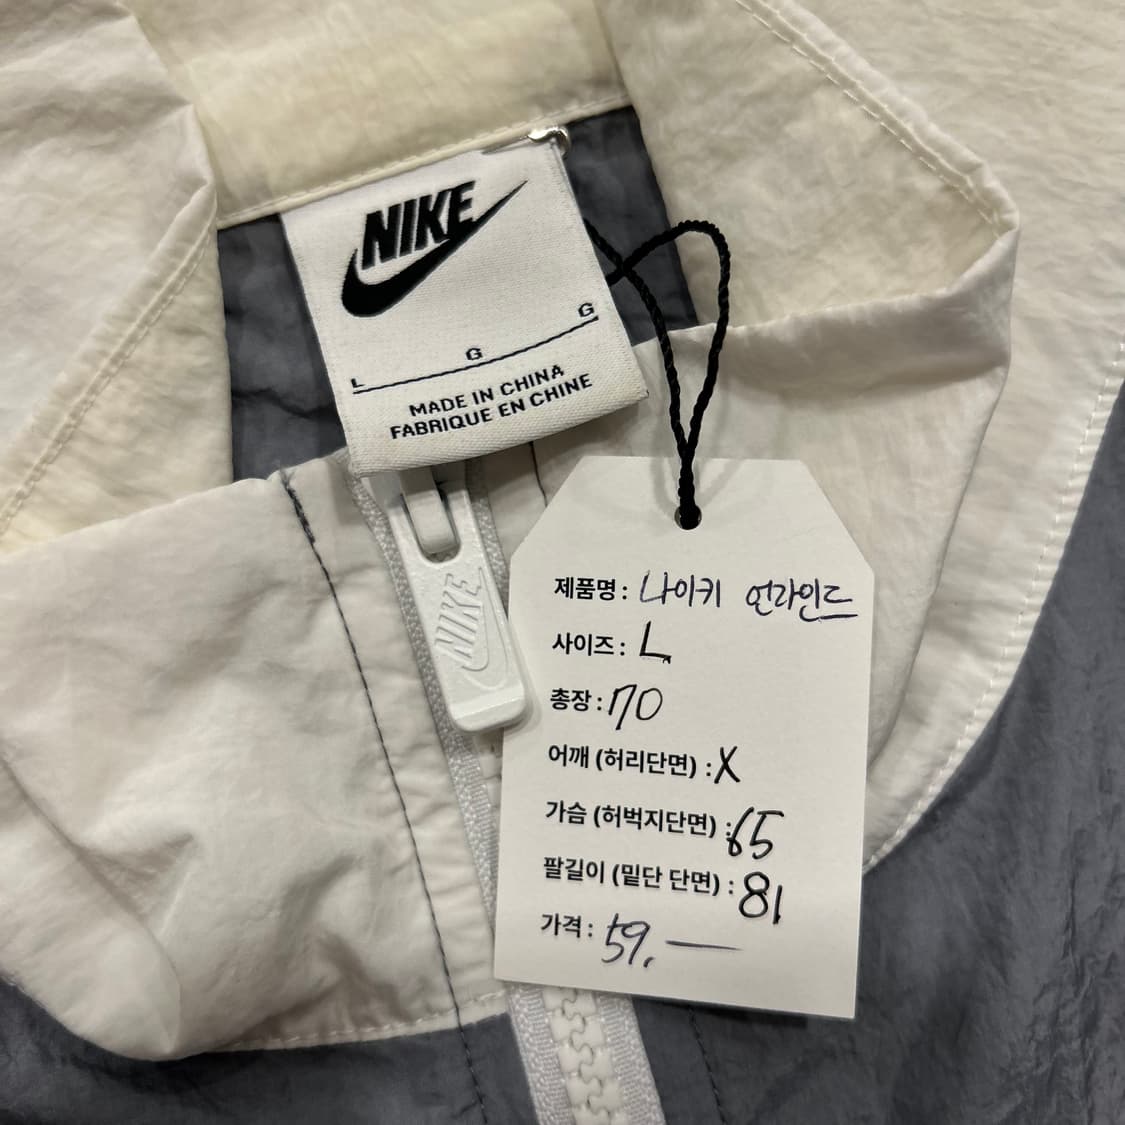 NIKE
G
G
L
MADE IN CHINA
FABRIQUE EN CHINE
NIKE
제품명: 나이키 언라인드
사이즈: L
총장: 70
어깨 (허리단면) : X
가슴 (허벅지단면) : 65
팔길이 (밑단 단면) : 81
가격: 59.—